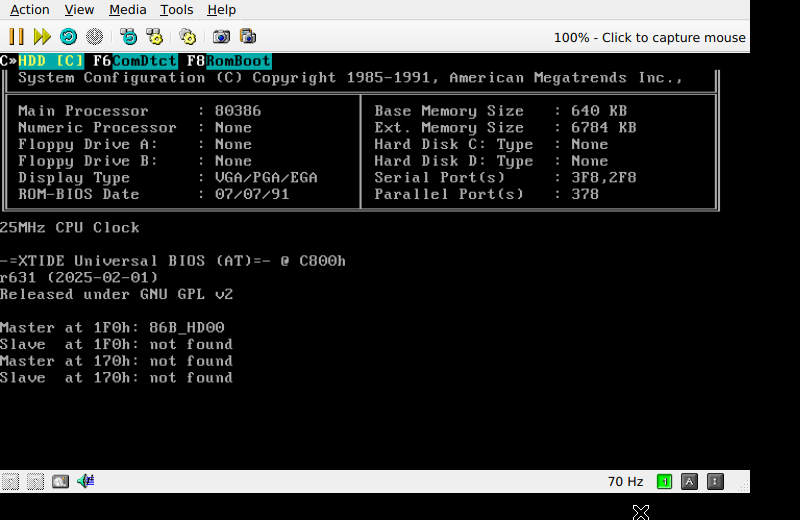 Action View Media Tools Help
100% - Click to capture mouse
C»HDD [C] F6ComDtct F8RomBoot
System Configuration (C) Copyright 1985-1991, American Megatrends Inc.,
Main Processor : 80386 Base Memory Size : 640 KB
Numeric Processor : None Ext. Memory Size : 6784 KB
Floppy Drive A: : None Hard Disk C: Type : None
Floppy Drive B: : None Hard Disk D: Type : None
Display Type : VGA/PGA/EGA Serial Port(s) : 3F8,2F8
ROM-BIOS Date : 07/07/91 Parallel Port(s) : 378
25MHz CPU Clock
-=XTIDE Universal BIOS (AT)=- @ C800h
r631 (2025-02-01)
Released under GNU GPL v2
Master at 1F0h: 86B_HD00
Slave at 1F0h: not found
Master at 170h: not found
Slave at 170h: not found
70 Hz